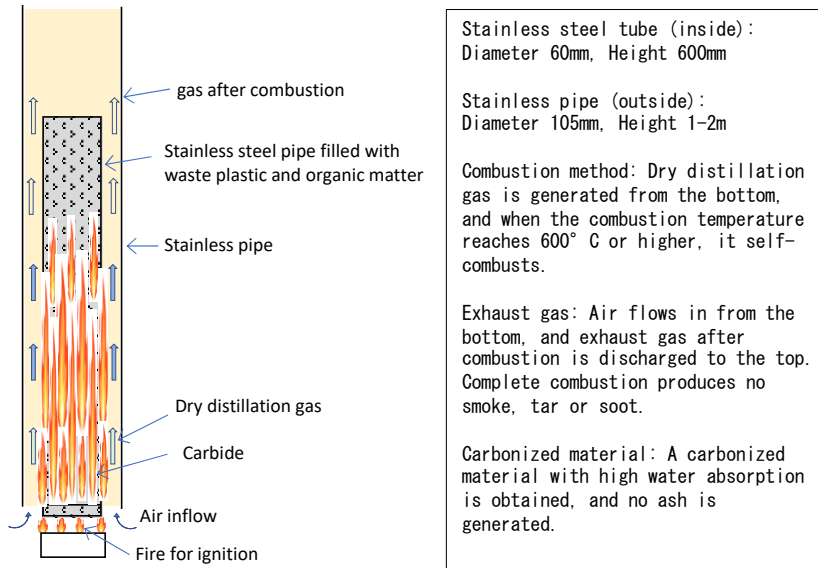 gas after combustion
Stainless steel pipe filled with
waste plastic and organic matter
Stainless pipe
Dry distillation gas
Carbide
Air inflow
Fire for ignition
Stainless steel tube (inside):
Diameter 60mm, Height 600mm
Stainless pipe (outside):
Diameter 105mm, Height 1-2m
Combustion method: Dry distillation
gas is generated from the bottom,
and when the combustion temperature
reaches 600° C or higher, it self-
combusts.
Exhaust gas: Air flows in from the
bottom, and exhaust gas after
combustion is discharged to the top.
Complete combustion produces no
smoke, tar or soot.
Carbonized material: A carbonized
material with high water absorption
is obtained, and no ash is
generated.